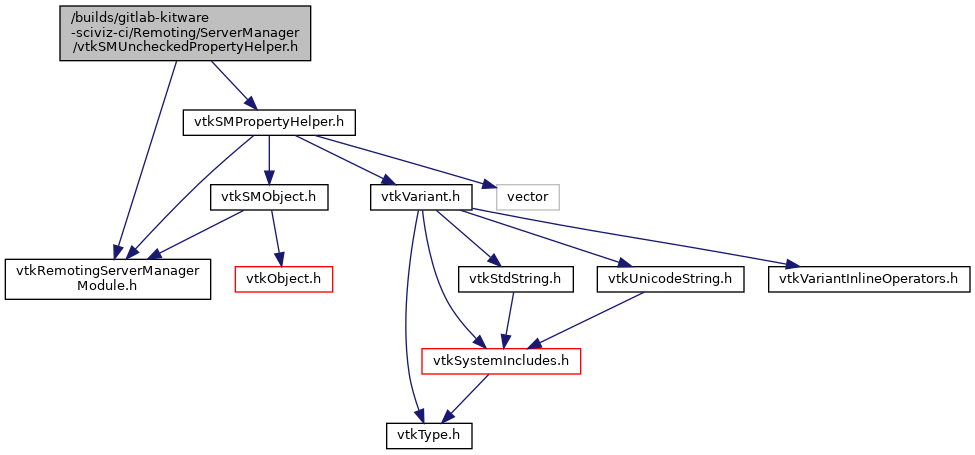 /builds/gitlab-kitware
-sciviz-ci/Remoting/ServerManager
/vtkSMUncheckedPropertyHelper.h
vtkSMPropertyHelper.h
vtkSMObject.h
vtkVariant.h
vector
vtkRemotingServerManager
Module.h
vtkObject.h
vtkStdString.h
vtkUnicodeString.h
vtkVariantInlineOperators.h
vtkSystemIncludes.h
vtkType.h